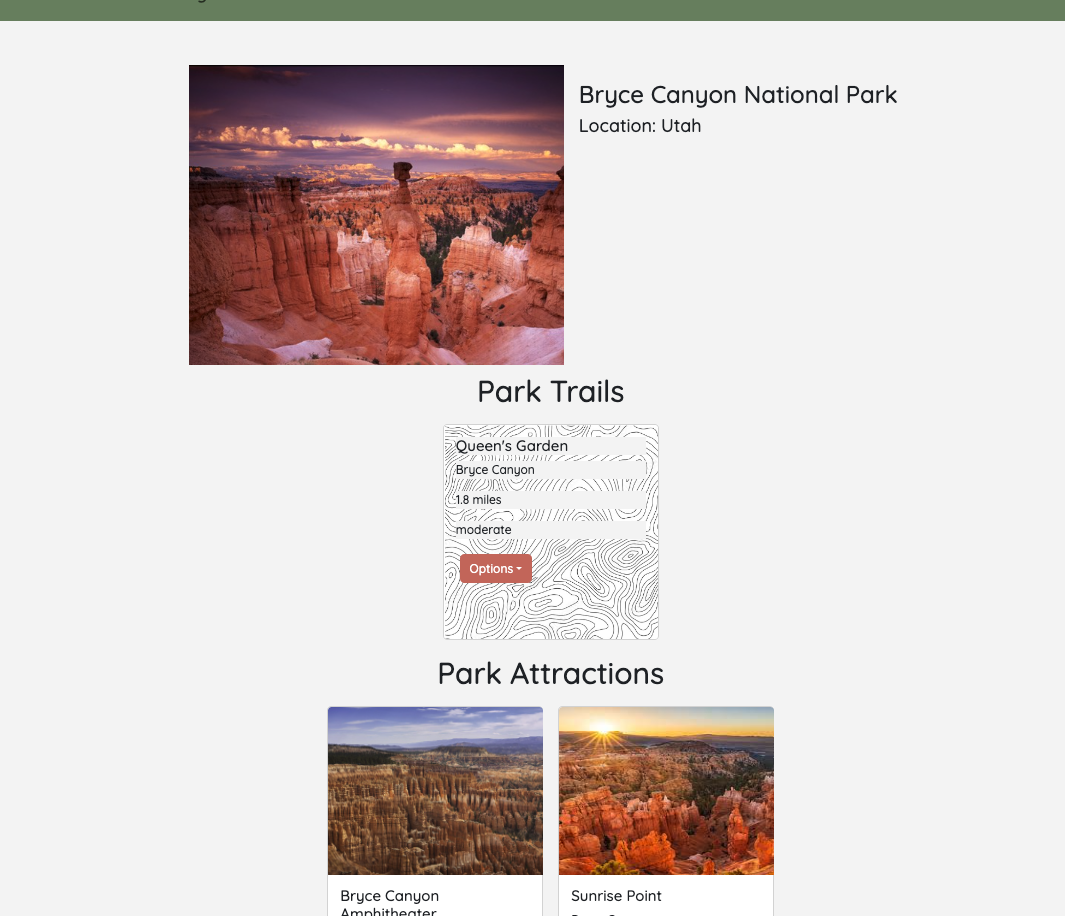 Bryce Canyon National Park
Location: Utah
Park Trails
Queen's Garden
Bryce Canyon
1.8 miles
moderate
Options
Park Attractions
Bryce Canyon
Amphitheater
Sunrise Point